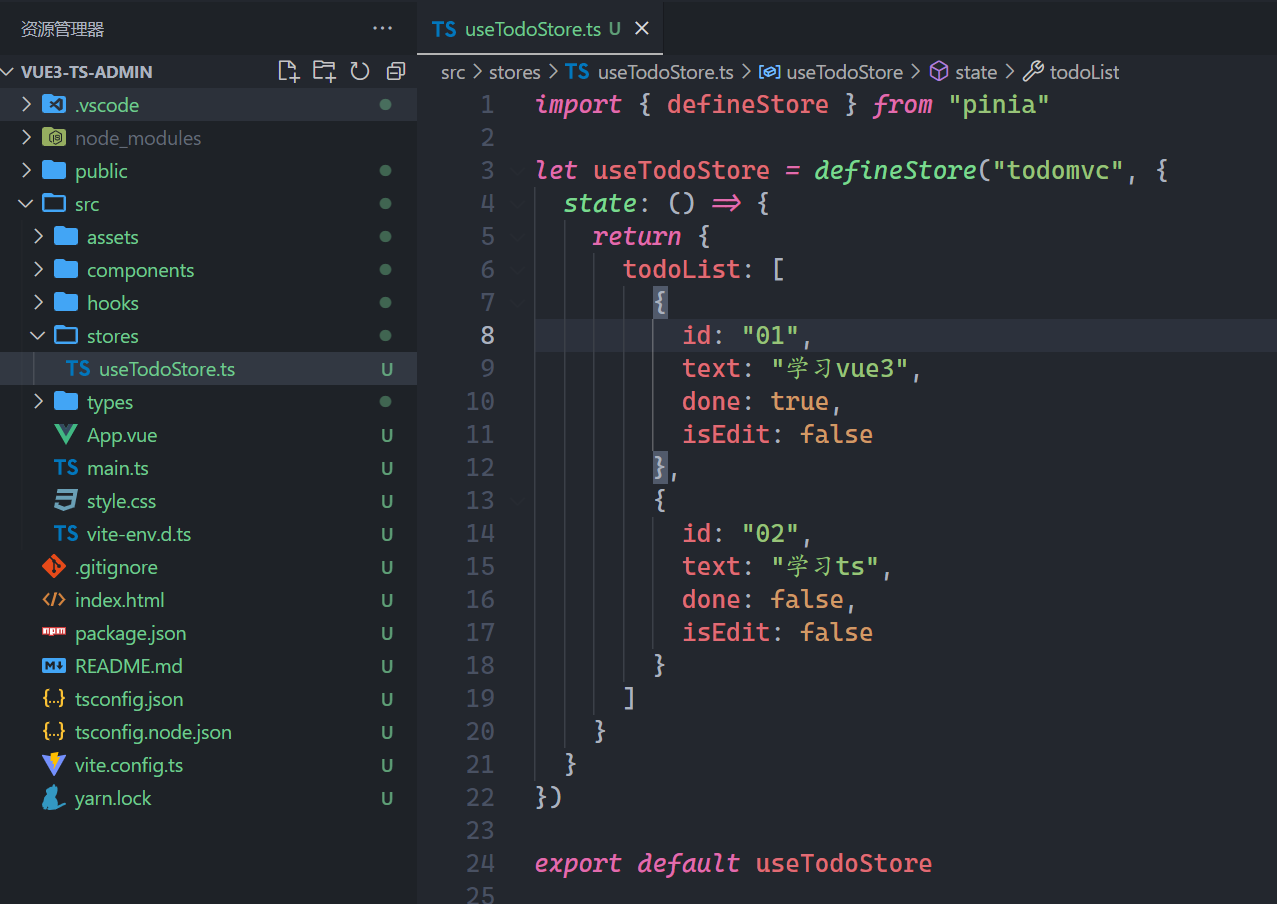 资源管理器
···
VUE3-TS-ADMIN
.vscode
node_modules
public
src
assets
components
hooks
stores
TS useTodoStore.ts U
types
App.vue U
TS main.ts U
style.css U
TS vite-env.d.ts U
.gitignore U
index.html U
package.json U
README.md U
tsconfig.json U
tsconfig.node.json U
vite.config.ts U
yarn.lock U
TS useTodoStore.ts U
src > stores > TS useTodoStore.ts > useTodoStore > state > todoList
1 import { defineStore } from "pinia"
2
3 let useTodoStore = defineStore("todomvc", {
4 state: () => {
5 return {
6 todoList: [
7 {
8 id: "01",
9 text: "学习vue3",
10 done: true,
11 isEdit: false
12 },
13 {
14 id: "02",
15 text: "学习ts",
16 done: false,
17 isEdit: false
18 }
19 ]
20 }
21 }
22 })
23
24 export default useTodoStore
25